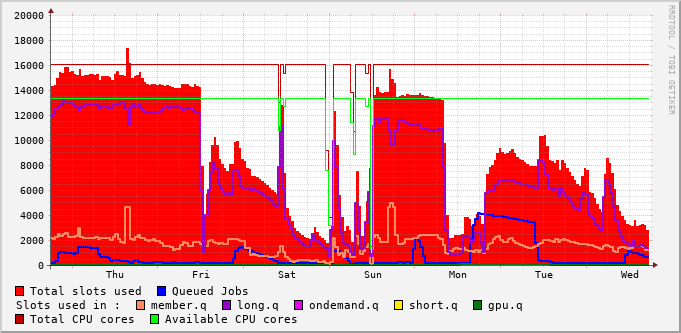 20000
18000
16000
14000
12000
10000
8000
6000
4000
2000
0
Thu Fri Sat Sun Mon Tue Wed
RRDTOOL / TOBI OETIKER
Total slots used Queued Jobs
Slots used in : member.q long.q ondemand.q short.q gpu.q
Total CPU cores Available CPU cores